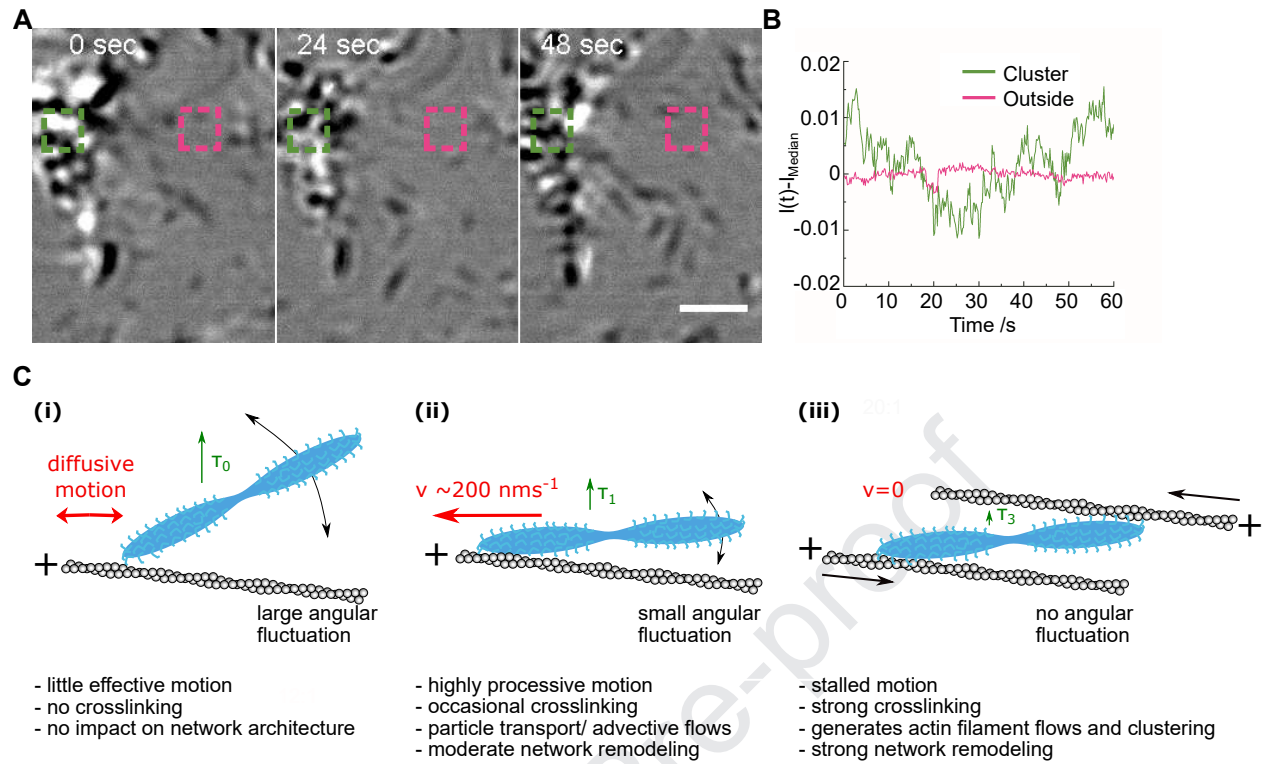 A
0 sec
24 sec
48 sec
B
0.02
0.01
0
-0.01
-0.02
I(t)-I_Median
Cluster
Outside
0 10 20 30 40 50 60
Time /s
C
(i)
diffusive
motion
τ₀
+
large angular
fluctuation
- little effective motion
- no crosslinking
- no impact on network architecture
(ii)
v ~200 nms⁻¹
τ₁
+
small angular
fluctuation
- highly processive motion
- occasional crosslinking
- particle transport/ advective flows
- moderate network remodeling
(iii)
20:1
v=0
τ₃
+
+
no angular
fluctuation
- stalled motion
- strong crosslinking
- generates actin filament flows and clustering
- strong network remodeling
re-proof